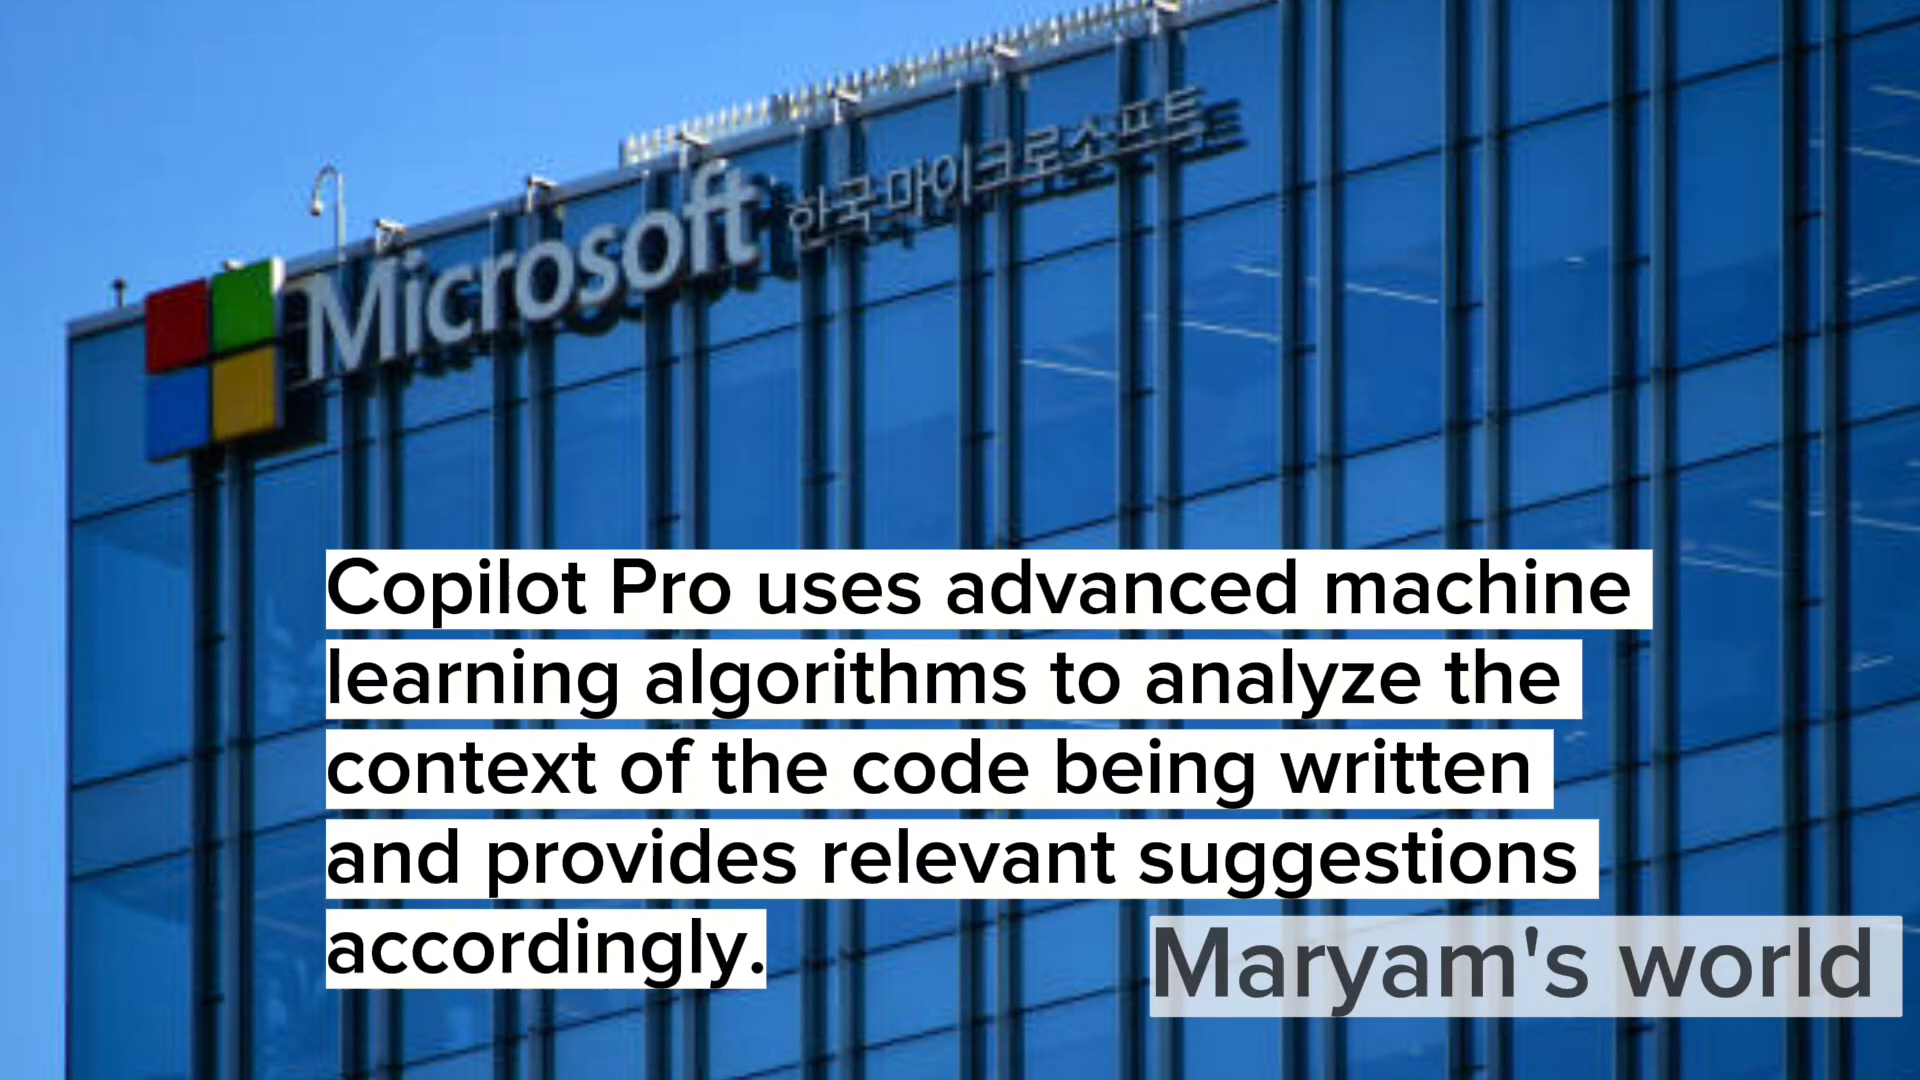 Microsoft 한국마이크로소프트
Copilot Pro uses advanced machine
learning algorithms to analyze the
context of the code being written
and provides relevant suggestions
accordingly.
Maryam's world